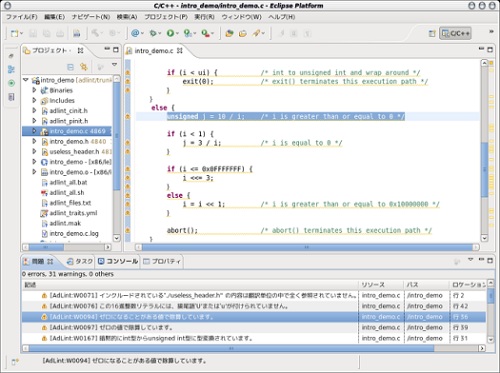 C/C++ - intro_demo/intro_demo.c - Eclipse Platform
ファイル(F) 編集(E) ナビゲート(N) 検索(A) プロジェクト(P) 実行(R) ウィンドウ(W) ヘルプ(H)
C/C++
プロジェクト・
intro_demo [adlint/trunk
Binaries
Includes
adlint_cinit.h
adlint_pinit.h
intro_demo.c 4869
intro_demo.h 4840
useless_header.h 4
intro_demo - [x86/le]
intro_demo.o - [x86/le
adlint_all.bat
adlint_all.sh
adlint_files.txt
adlint_traits.yml
adlint.mak
intro_demo.c.log
intro_demo.c
if (i < ui) { /* int to unsigned int and wrap around */
exit(0); /* exit() terminates this execution path */
}
}
else {
unsigned j = 10 / i; /* i is greater than or equal to 0 */
if (i < 1) {
j = 3 / i; /* i is equal to 0 */
}
if (i <= 0x0FFFFFFF) {
i <<= 3;
}
else {
i = i << 1; /* i is greater than or equal to 0x10000000 */
}
abort(); /* abort() terminates this execution path */
問題 タスク コンソール プロパティ
0 errors, 31 warnings, 0 others
記述 リソース パス ロケーション
[AdLint:W0071] インクルードされている"./useless_header.h" の内容は翻訳単位の中で全く参照されていません。 intro_demo.c /intro_demo 行 2
[AdLint:W0076] この16進整数リテラルには、接尾語'U'または'u'が付けられていません。 intro_demo.c /intro_demo 行 42
[AdLint:W0094] ゼロになることがある値で除算しています。 intro_demo.c /intro_demo 行 35
[AdLint:W0097] ゼロの値で除算しています。 intro_demo.c /intro_demo 行 39
[AdLint:W0167] 暗黙的にint型からunsigned int型に型変換されています。 intro_demo.c /intro_demo 行 31
[AdLint:W0094] ゼロになることがある値で除算しています。